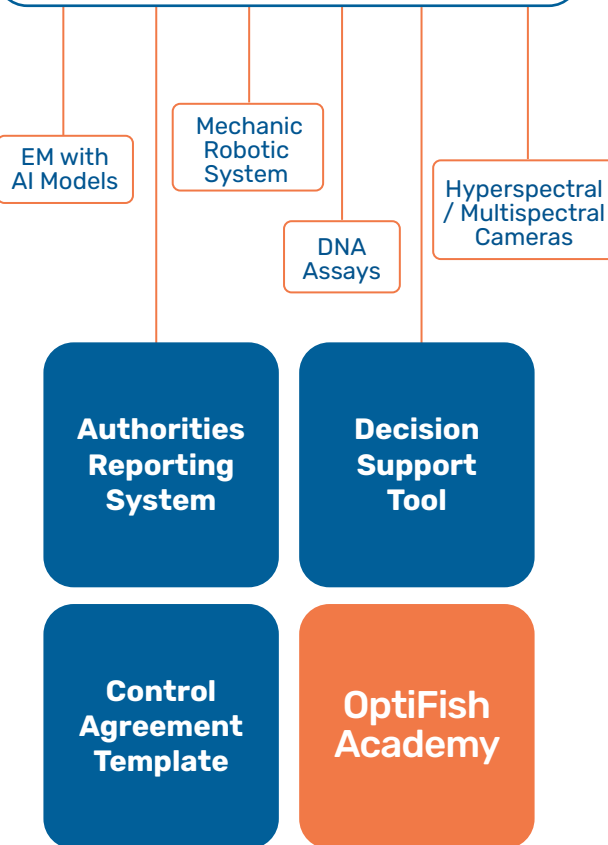 EM with
AI Models
Mechanic
Robotic
System
DNA
Assays
Hyperspectral
/ Multispectral
Cameras
Authorities
Reporting
System
Decision
Support
Tool
Control
Agreement
Template
OptiFish
Academy